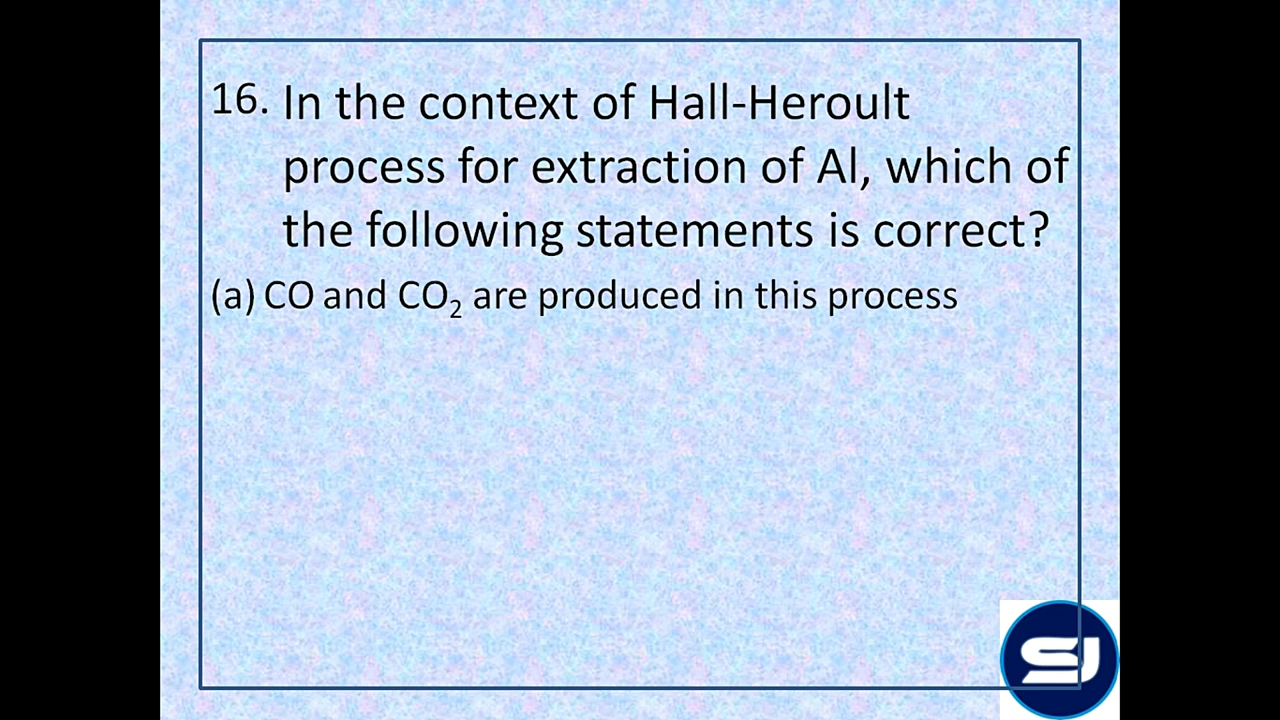 16. In the context of Hall-Heroult
process for extraction of Al, which of
the following statements is correct?
(a) CO and CO₂ are produced in this process
SJ